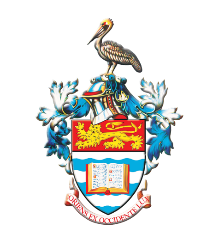 ORIENS EX OCCIDENTE LUX